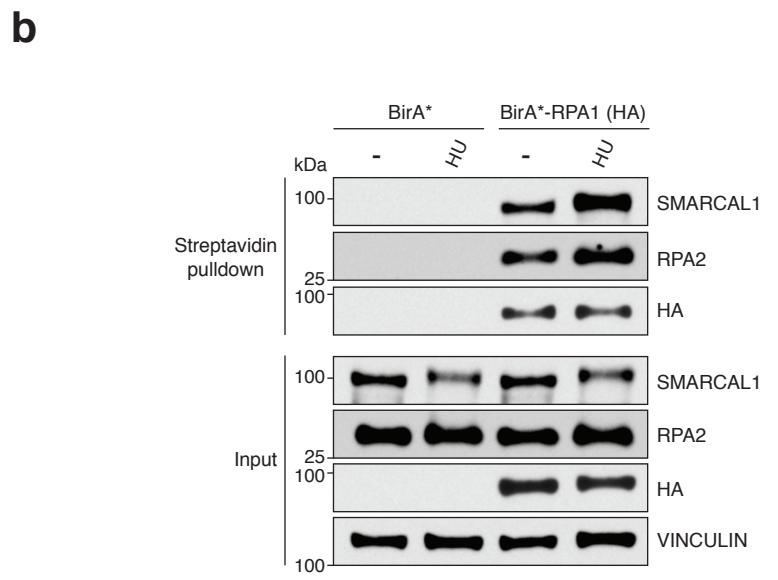 b
BirA* BirA*-RPA1 (HA)
kDa - HU - HU
Streptavidin
pulldown
100 SMARCAL1
RPA2
25
100 HA
Input
100 SMARCAL1
RPA2
25
100 HA
VINCULIN
100